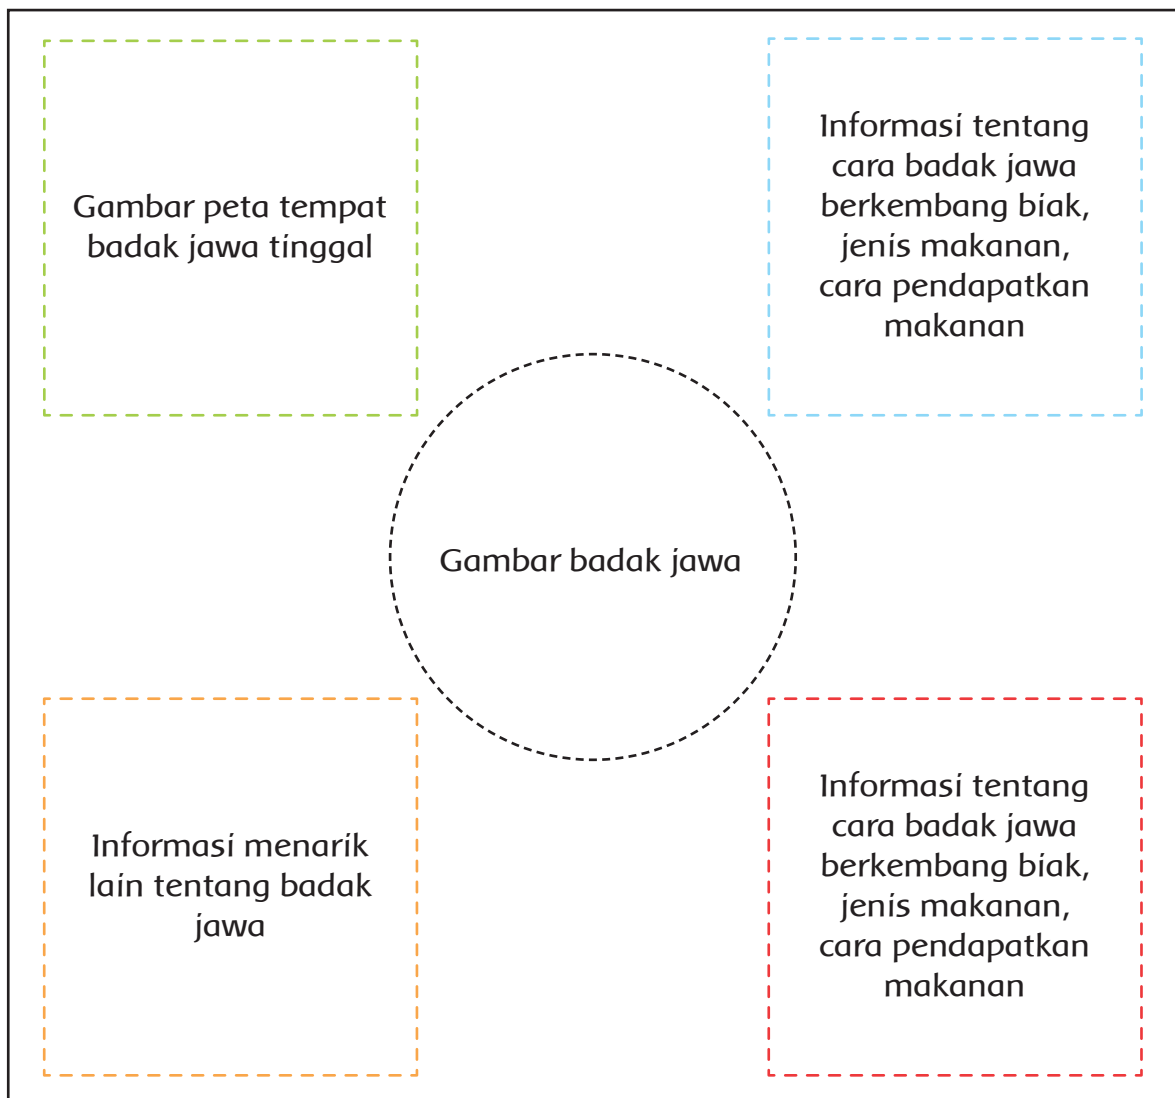 Gambar peta tempat
badak jawa tinggal
Informasi tentang
cara badak jawa
berkembang biak,
jenis makanan,
cara pendapatkan
makanan
Gambar badak jawa
Informasi menarik
lain tentang badak
jawa
Informasi tentang
cara badak jawa
berkembang biak,
jenis makanan,
cara pendapatkan
makanan